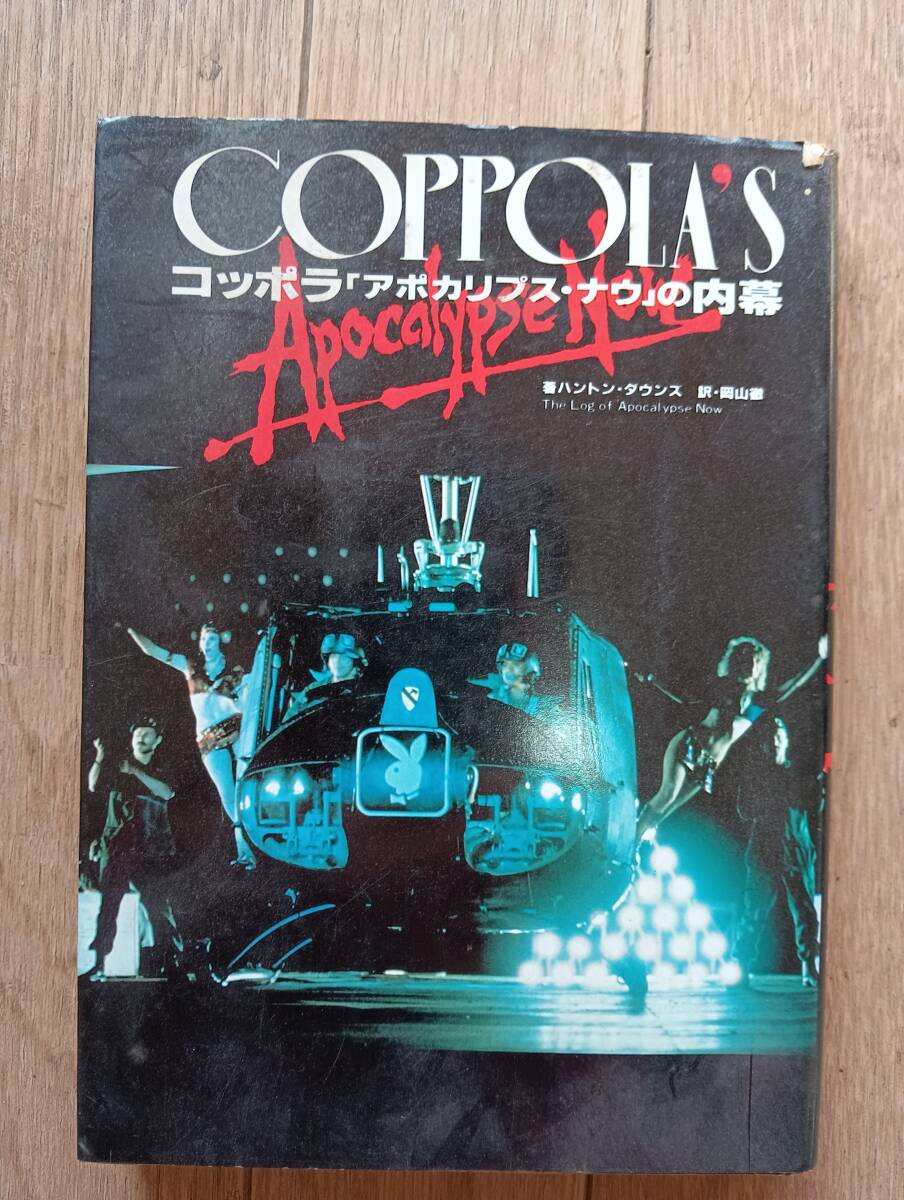 COPPOLA'S
コッポラ「アポカリプス・ナウ」の内幕
Apocalypse Now
著ハントン・ダウンズ 訳・岡山徹
The Log of Apocalypse Now